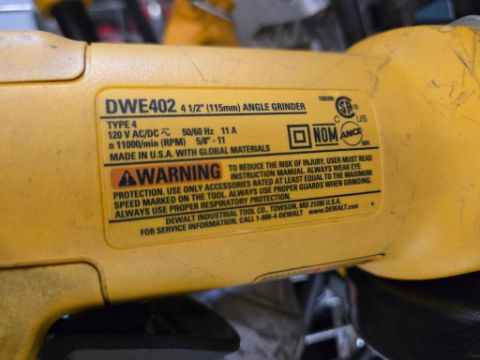 DWE402 4 1/2" (115mm) ANGLE GRINDER
TYPE 4
120 V AC/DC 50/60 Hz 11 A
n 11000/min (RPM) 5/8" - 11
MADE IN U.S.A. WITH GLOBAL MATERIALS
C US
NOM ANCE
WARNING TO REDUCE THE RISK OF INJURY, USER MUST READ
INSTRUCTION MANUAL. ALWAYS WEAR EYE
PROTECTION. USE ONLY ACCESSORIES RATED AT LEAST EQUAL TO THE MAXIMUM
SPEED MARKED ON THE TOOL. ALWAYS USE PROPER GUARDS WHEN GRINDING.
ALWAYS USE PROPER RESPIRATORY PROTECTION.
DEWALT INDUSTRIAL TOOL CO., TOWSON, MD 21286 U.S.A.
FOR SERVICE INFORMATION, CALL 1-800-4-DEWALT www.DEWALT.com